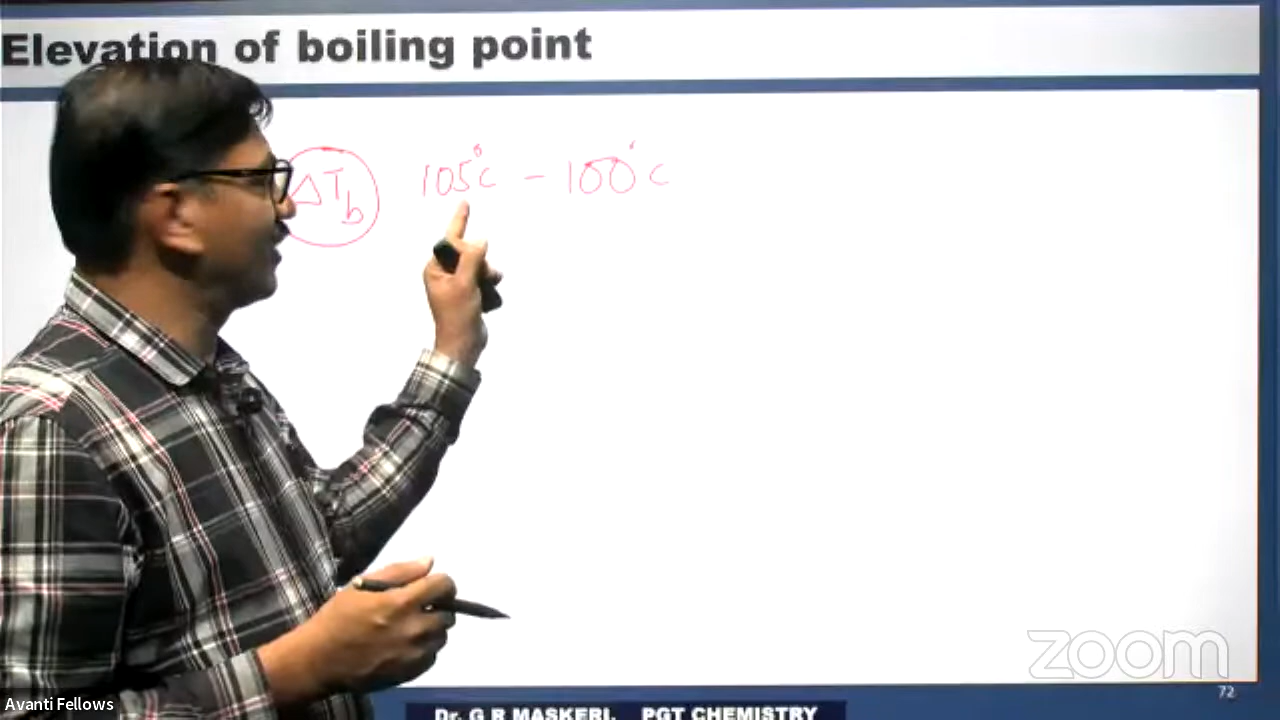 Elevation of boiling point
ΔTb 105°C - 100°C
zoom
72
Avanti Fellows
Dr. G R MASKERI, PGT CHEMISTRY